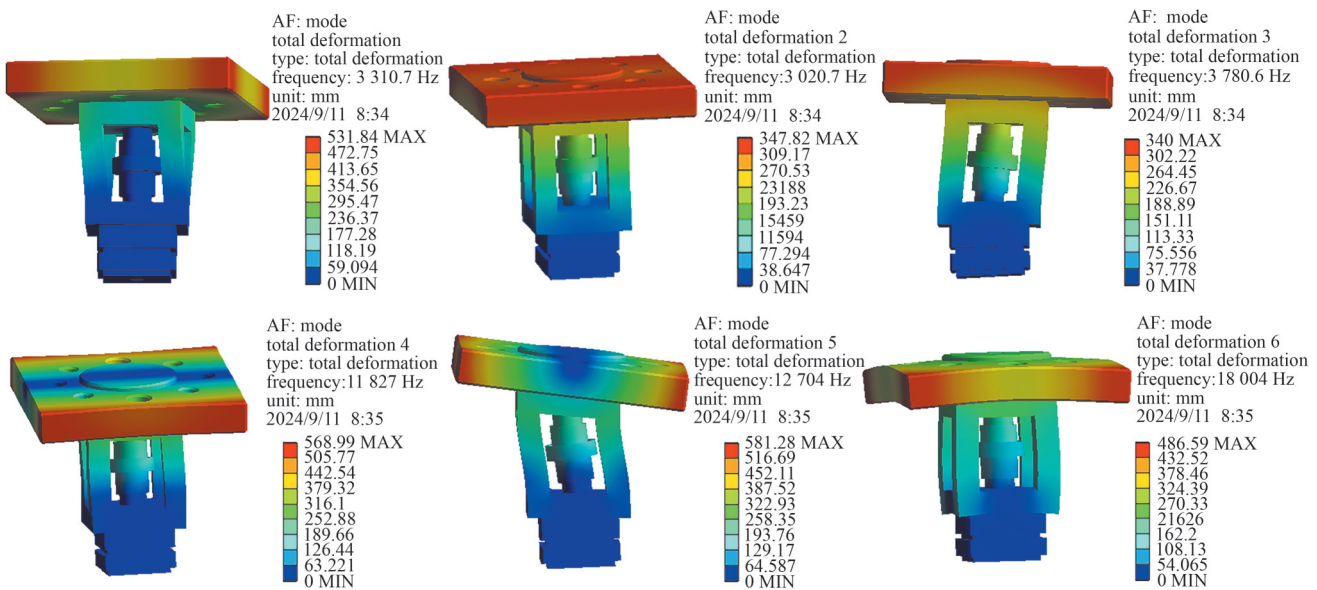 AF: mode
total deformation
type: total deformation
frequency: 3 310.7 Hz
unit: mm
2024/9/11 8:34
531.84 MAX
472.75
413.65
354.56
295.47
236.37
177.28
118.19
59.094
0 MIN
AF: mode
total deformation 2
type: total deformation
frequency:3 020.7 Hz
unit: mm
2024/9/11 8:34
347.82 MAX
309.17
270.53
23188
193.23
15459
11594
77.294
38.647
0 MIN
AF: mode
total deformation 3
type: total deformation
frequency:3 780.6 Hz
unit: mm
2024/9/11 8:34
340 MAX
302.22
264.45
226.67
188.89
151.11
113.33
75.556
37.778
0 MIN
AF: mode
total deformation 4
type: total deformation
frequency:11 827 Hz
unit: mm
2024/9/11 8:35
568.99 MAX
505.77
442.54
379.32
316.1
252.88
189.66
126.44
63.221
0 MIN
AF: mode
total deformation 5
type: total deformation
frequency:12 704 Hz
unit: mm
2024/9/11 8:35
581.28 MAX
516.69
452.11
387.52
322.93
258.35
193.76
129.17
64.587
0 MIN
AF: mode
total deformation 6
type: total deformation
frequency:18 004 Hz
unit: mm
2024/9/11 8:35
486.59 MAX
432.52
378.46
324.39
270.33
21626
162.2
108.13
54.065
0 MIN